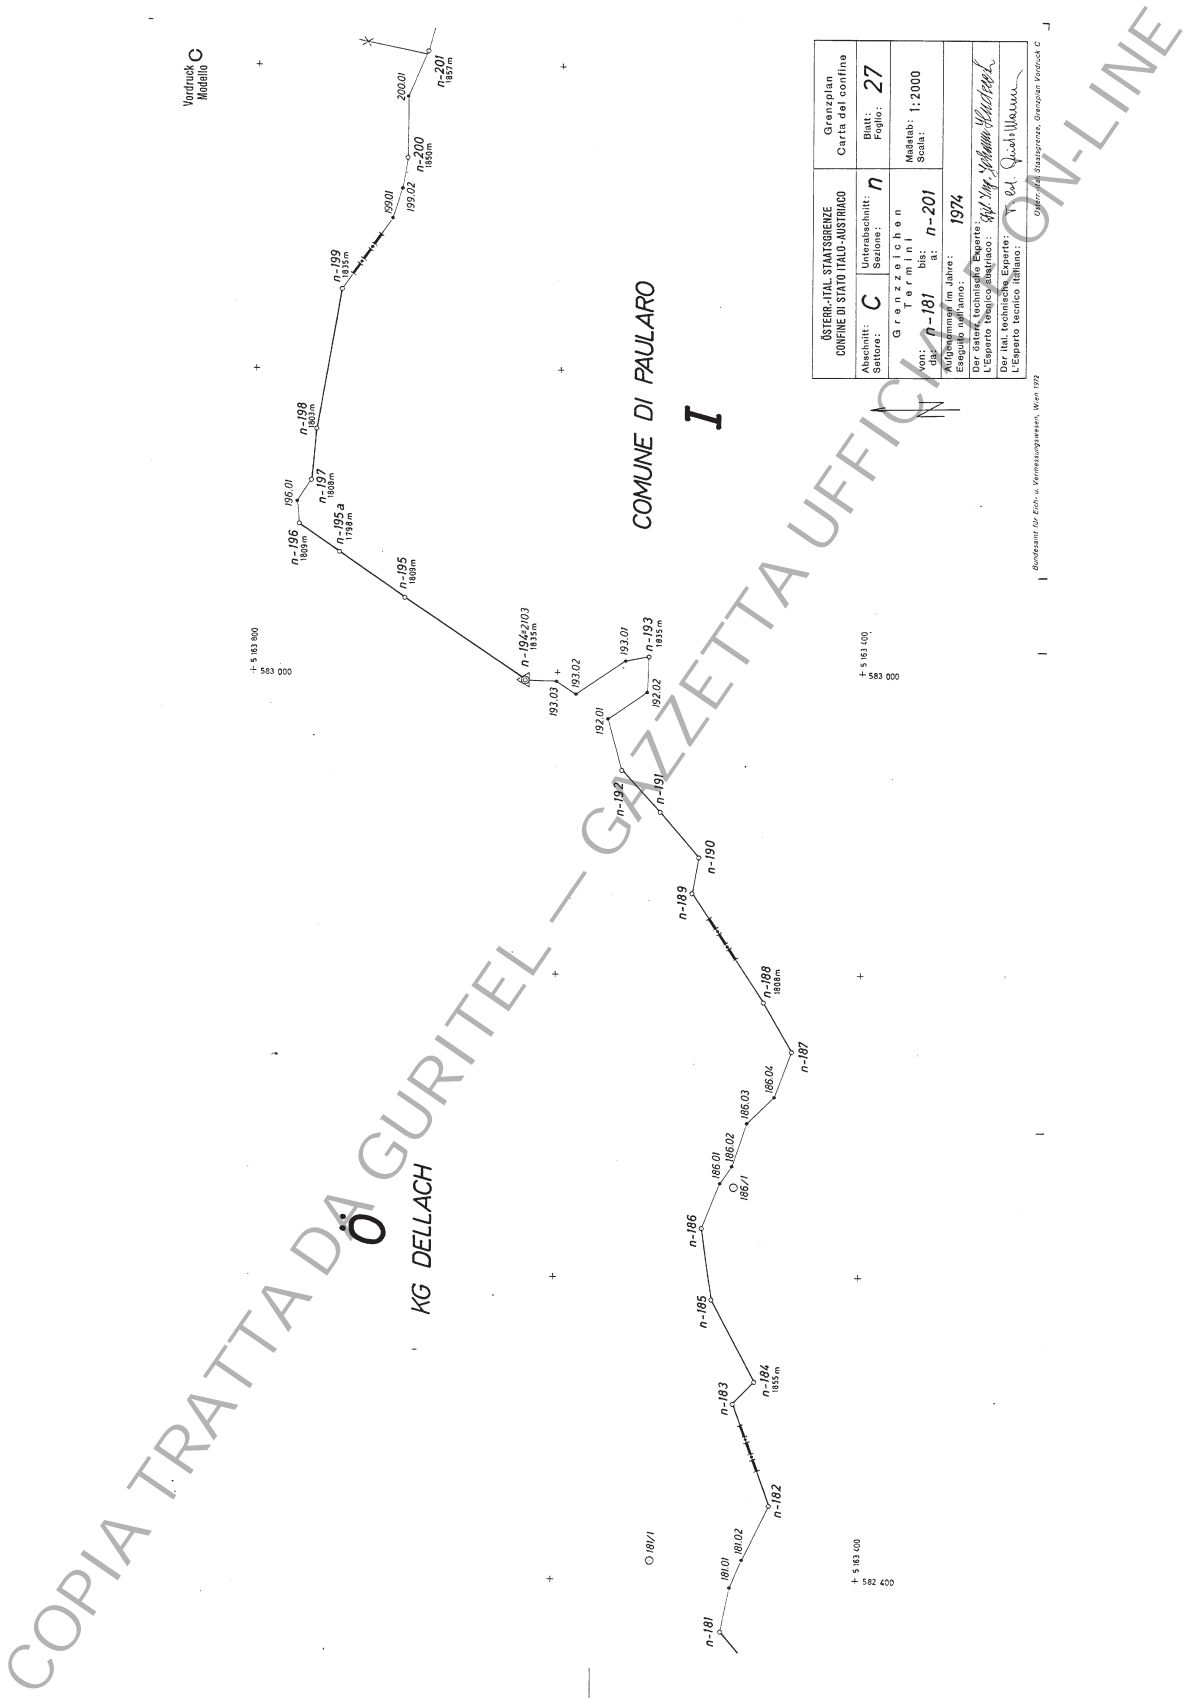 Vordruck C
Modello
n-201
1857m
200.01
n-200
1850m
199.02
199.01
n-199
1835m
n-198
1803m
n-197
1808m
196.01
n-196
1809m
n-195a
1798m
n-195
1809m
n-194=2103
1835m
193.03
193.02
193.01
n-193
1835m
192.02
192.01
n-192
n-191
n-190
n-189
n-188
1808m
n-187
186.04
186.03
186.02
186.01
186/1
n-186
n-185
n-184
1855m
n-183
n-182
181.02
181.01
181/1
n-181
+ 5 163 800
583 000
+ 5 163 400
583 000
+ 5 163 400
582 400
Ö
KG DELLACH
COMUNE DI PAULARO
I
ÖSTERR.-ITAL. STAATSGRENZE
CONFINE DI STATO ITALO-AUSTRIACO
Grenzplan
Carta del confine
Abschnitt: C
Settore:
Unterabschnitt: n
Sezione:
Blatt: 27
Foglio:
Grenzzeichen
Termini
von: n-181 bis: n-201
da: a:
Maßstab: 1:2000
Scala:
Aufgenommen im Jahre: 1974
Eseguito nell'anno:
Der österr. technische Experte:
L'Esperto tecnico austriaco:
Der ital. technische Experte:
L'Esperto tecnico italiano:
Bundesamt für Eich- u. Vermessungswesen, Wien 1972
Österr.-ital. Staatsgrenze, Grenzplan Vordruck C
COPIA TRATTA DA GURITEL — GAZZETTA UFFICIALE ON-LINE